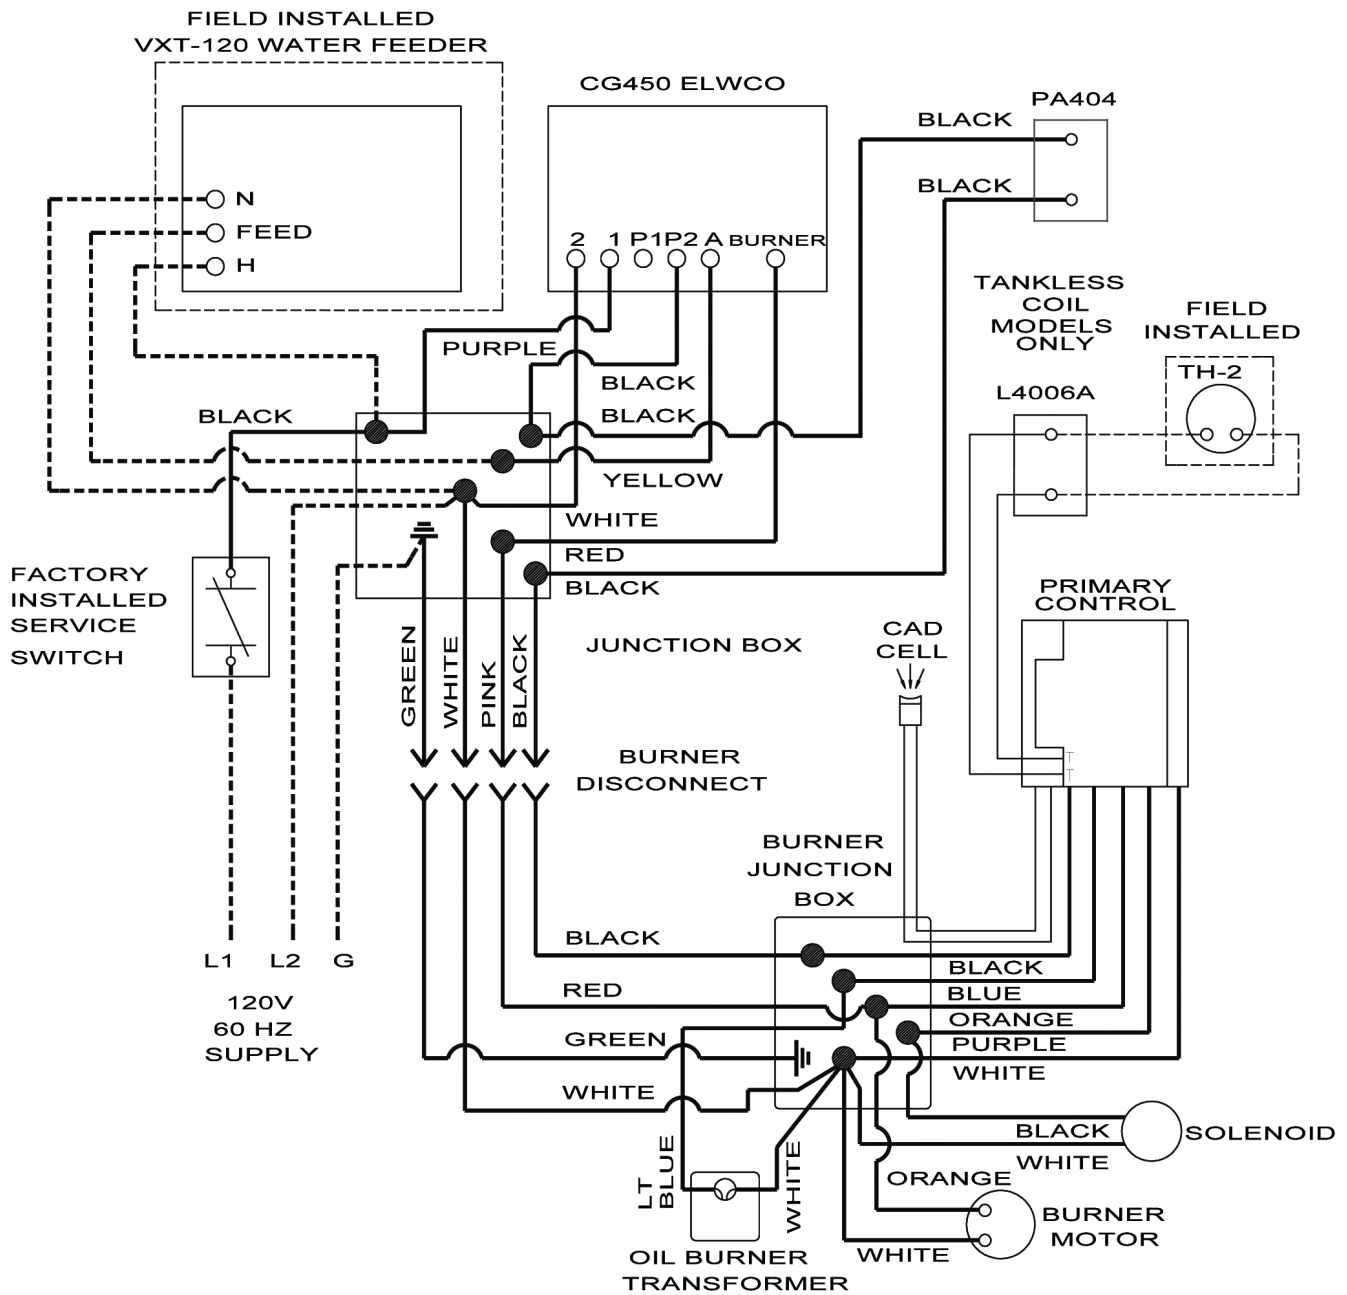 FIELD INSTALLED
VXT-120 WATER FEEDER
N
FEED
H
CG450 ELWCO
2 1 P1 P2 A BURNER
PA404
BLACK
BLACK
PURPLE
BLACK
BLACK
BLACK
YELLOW
WHITE
RED
BLACK
TANKLESS
COIL
MODELS
ONLY
L4006A
FIELD
INSTALLED
TH-2
FACTORY
INSTALLED
SERVICE
SWITCH
JUNCTION BOX
GREEN
WHITE
PINK
BLACK
BURNER
DISCONNECT
CAD
CELL
PRIMARY
CONTROL
T
T
L1 L2 G
120V
60 HZ
SUPPLY
BURNER
JUNCTION
BOX
BLACK
RED
GREEN
WHITE
BLACK
BLUE
ORANGE
PURPLE
WHITE
BLACK
WHITE
SOLENOID
ORANGE
WHITE
BURNER
MOTOR
LT
BLUE
WHITE
OIL BURNER
TRANSFORMER